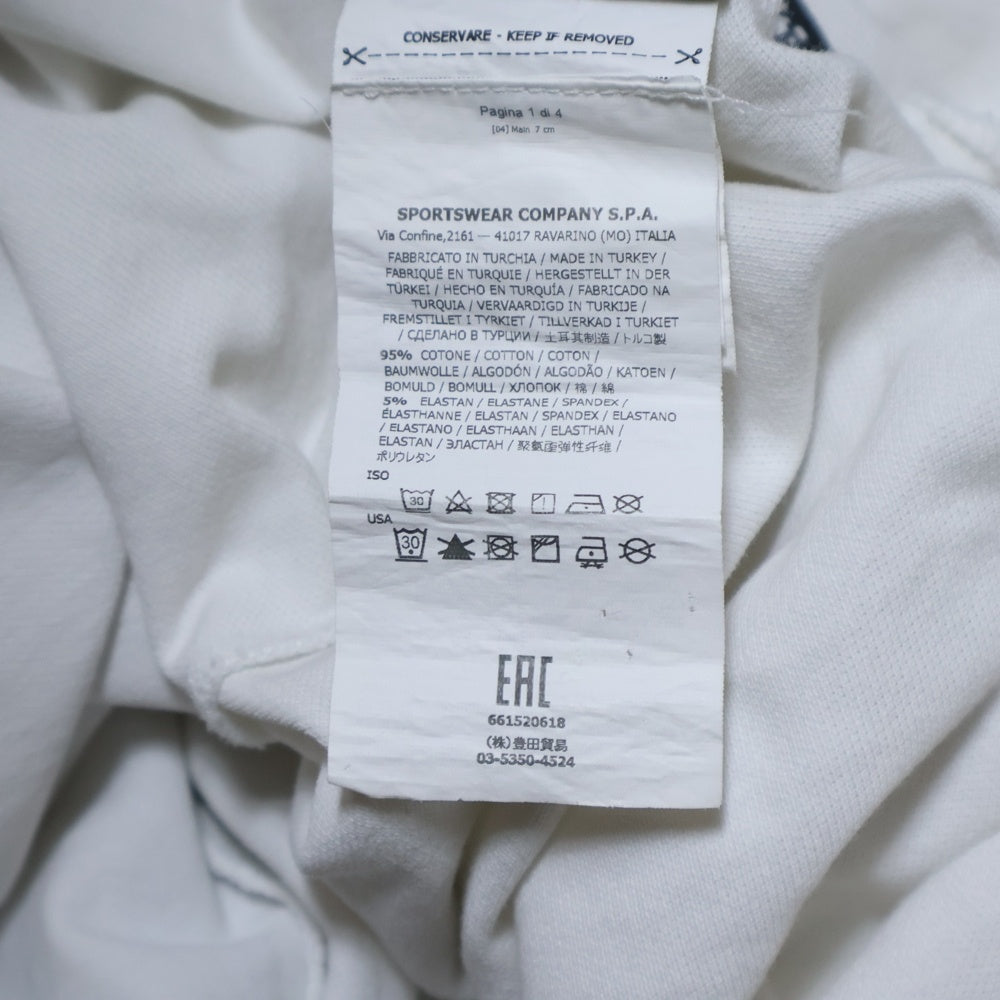 CONSERVARE - KEEP IF REMOVED
Pagina 1 di 4
[04] Main 7 cm
SPORTSWEAR COMPANY S.P.A.
Via Confine,2161 — 41017 RAVARINO (MO) ITALIA
FABBRICATO IN TURCHIA / MADE IN TURKEY /
FABRIQUÉ EN TURQUIE / HERGESTELLT IN DER
TÜRKEI / HECHO EN TURQUÍA / FABRICADO NA
TURQUIA / VERVAARDIGD IN TURKIJE /
FREMSTILLET I TYRKIET / TILLVERKAD I TURKIET
/ СДЕЛАНО В ТУРЦИИ / 土耳其制造 / トルコ製
95% COTONE / COTTON / COTON /
BAUMWOLLE / ALGODÓN / ALGODÃO / KATOEN /
BOMULD / BOMULL / ХЛОПОК / 棉 / 綿
5% ELASTAN / ELASTANE / SPANDEX /
ÉLASTHANNE / ELASTAN / SPANDEX / ELASTANO
/ ELASTANO / ELASTHAAN / ELASTHAN /
ELASTAN / ЭЛАСТАН / 聚氨酯弹性纤维 /
ポリウレタン
ISO
30
USA
30
EAC
661520618
(株)豊田貿易
03-5350-4524